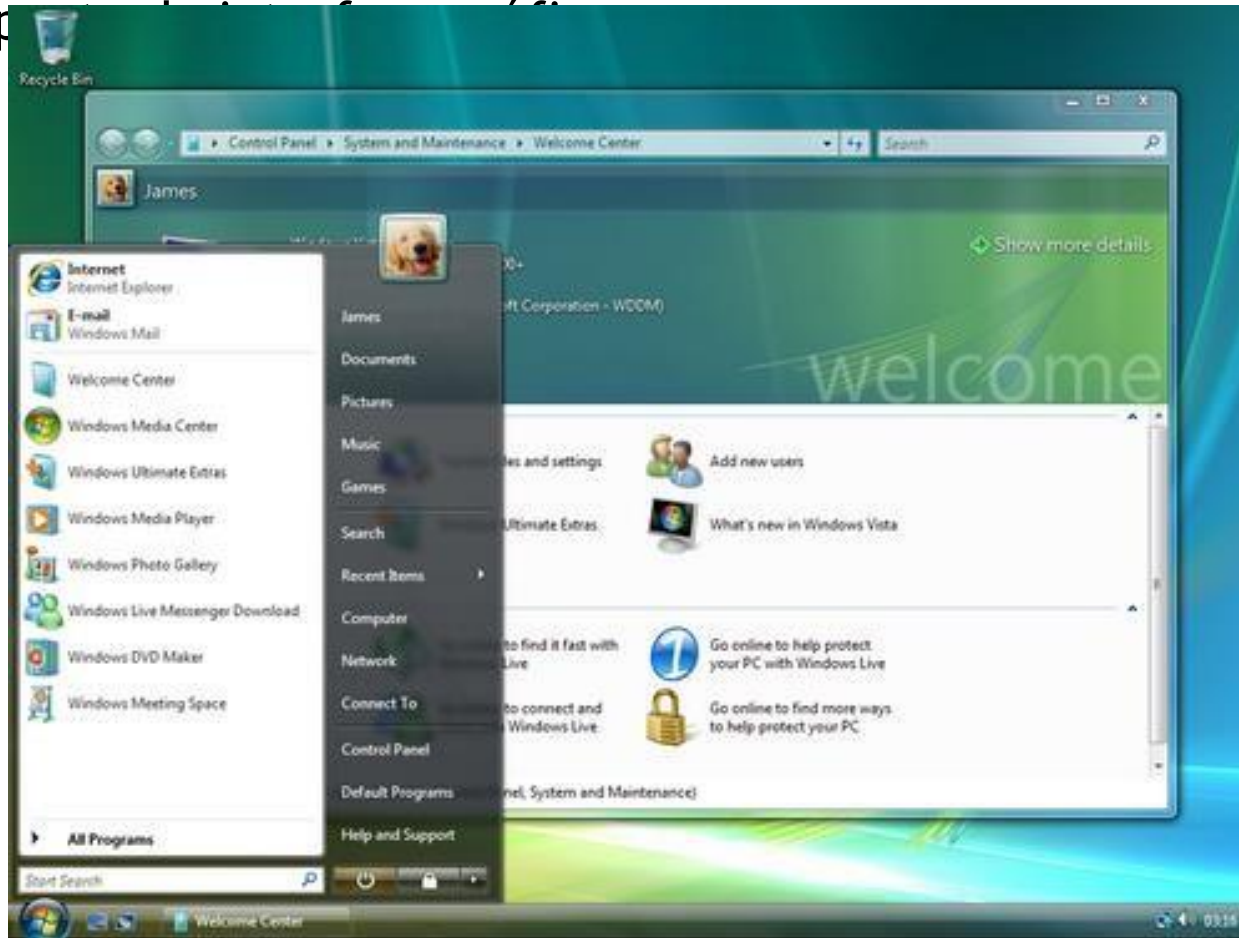 Recycle Bin
Control Panel ▸ System and Maintenance ▸ Welcome Center
Search
James
Show more details
00+
ft Corporation - WDDM)
welcome
Internet
Internet Explorer
E-mail
Windows Mail
Welcome Center
Windows Media Center
Windows Ultimate Extras
Windows Media Player
Windows Photo Gallery
Windows Live Messenger Download
Windows DVD Maker
Windows Meeting Space
All Programs
Start Search
James
Documents
Pictures
Music
Games
Search
Recent Items
Computer
Network
Connect To
Control Panel
Default Programs
Help and Support
and settings
Add new users
Ultimate Extras
What's new in Windows Vista
to find it fast with
Live
Go online to help protect
your PC with Windows Live
to connect and
Windows Live
Go online to find more ways
to help protect your PC
System and Maintenance)
Welcome Center
03:16